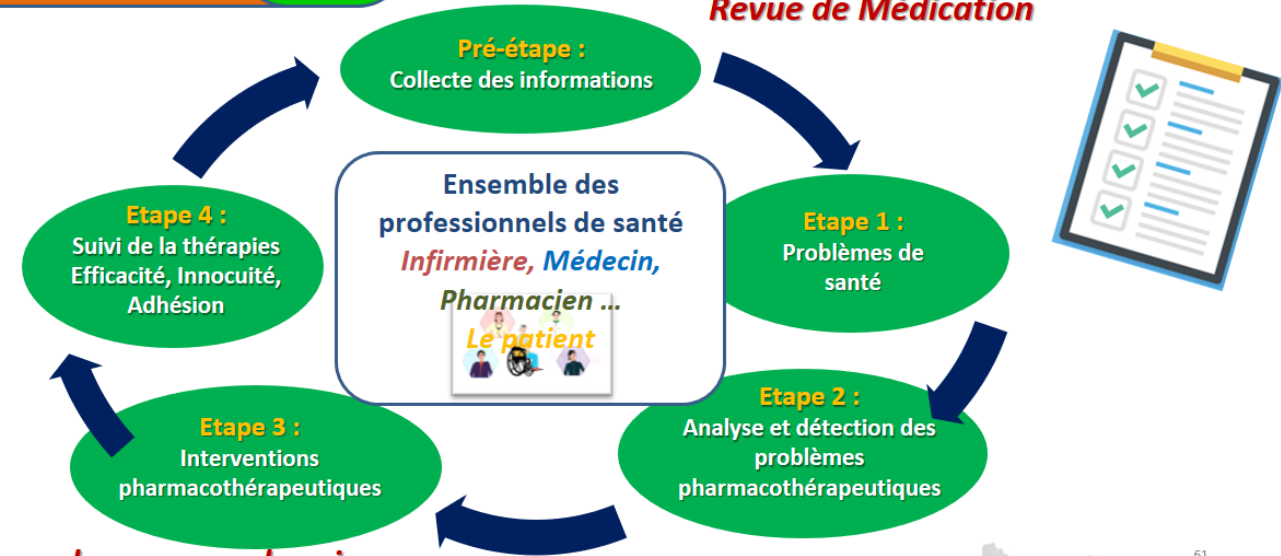 Revue de Médication
Pré-étape :
Collecte des informations
Ensemble des
professionnels de santé
Infirmière, Médecin,
Pharmacien ...
Le patient
Etape 1 :
Problèmes de
santé
Etape 2 :
Analyse et détection des
problèmes
pharmacothérapeutiques
Etape 3 :
Interventions
pharmacothérapeutiques
Etape 4 :
Suivi de la thérapies
Efficacité, Innocuité,
Adhésion
61